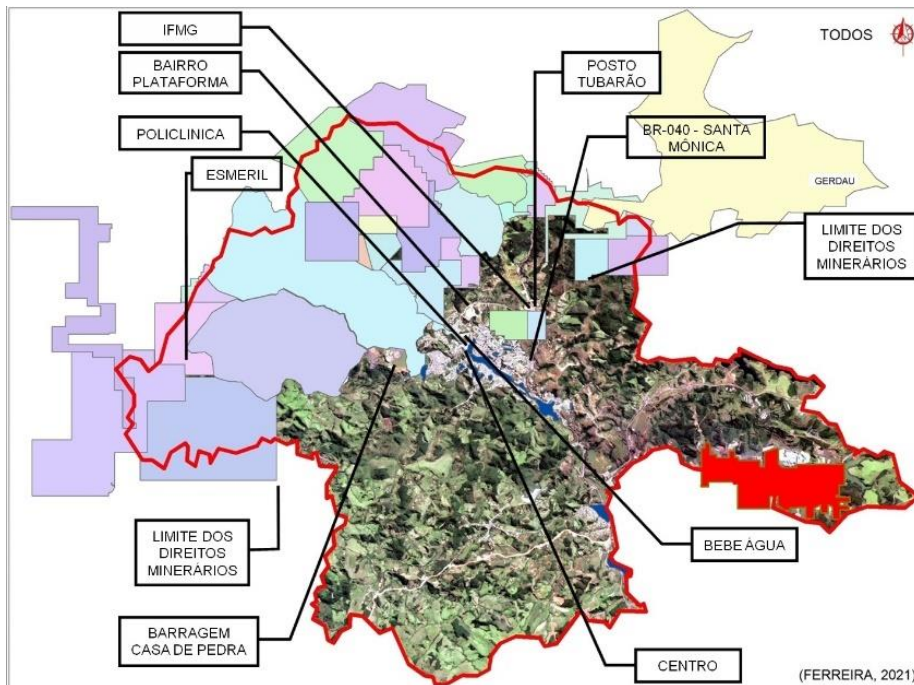 IFMG
TODOS
BAIRRO
PLATAFORMA
POSTO
TUBARÃO
POLICLINICA
BR-040 - SANTA
MÔNICA
ESMERIL
GERDAU
LIMITE DOS
DIREITOS
MINERÁRIOS
LIMITE DOS
DIREITOS
MINERÁRIOS
BEBE ÁGUA
BARRAGEM
CASA DE PEDRA
CENTRO
(FERREIRA, 2021)